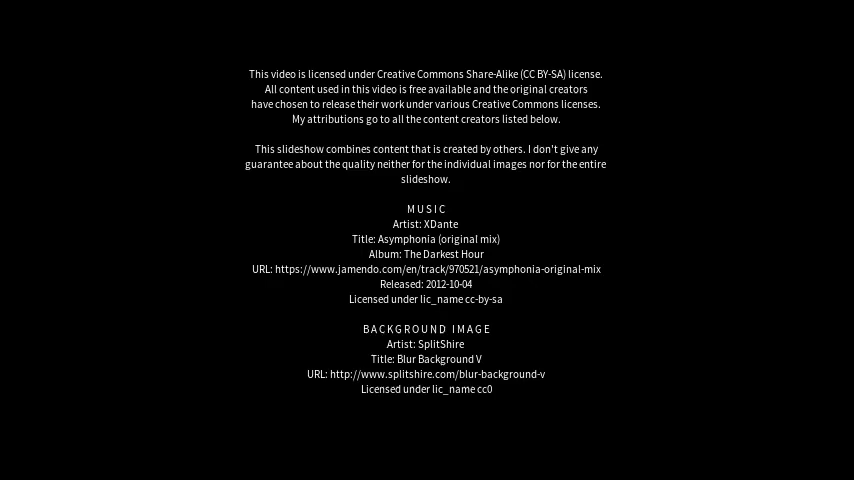 This video is licensed under Creative Commons Share-Alike (CC BY-SA) license.
All content used in this video is free available and the original creators
have chosen to release their work under various Creative Commons licenses.
My attributions go to all the content creators listed below.
This slideshow combines content that is created by others. I don't give any
guarantee about the quality neither for the individual images nor for the entire
slideshow.
MUSIC
Artist: XDante
Title: Asymphonia (original mix)
Album: The Darkest Hour
URL: https://www.jamendo.com/en/track/970521/asymphonia-original-mix
Released: 2012-10-04
Licensed under lic_name cc-by-sa
BACKGROUND IMAGE
Artist: SplitShire
Title: Blur Background V
URL: http://www.splitshire.com/blur-background-v
Licensed under lic_name cc0